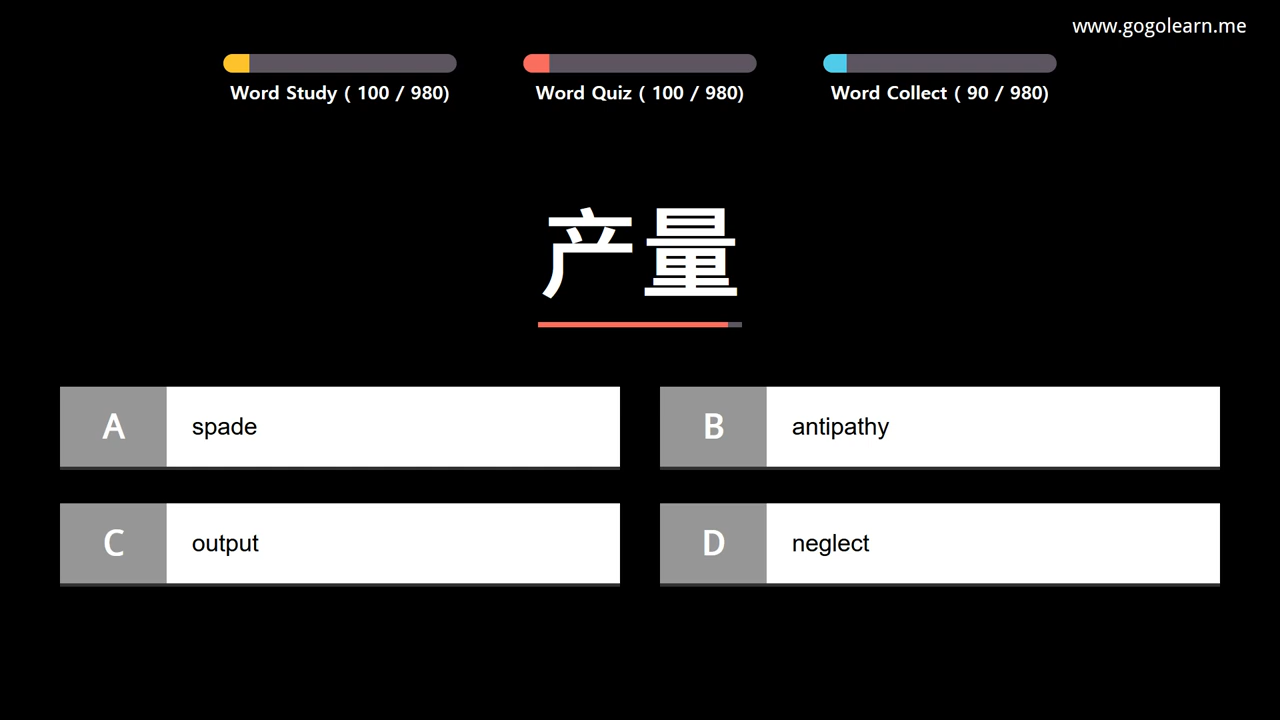 www.gogolearn.me
Word Study ( 100 / 980)
Word Quiz ( 100 / 980)
Word Collect ( 90 / 980)
产量
A spade
B antipathy
C output
D neglect